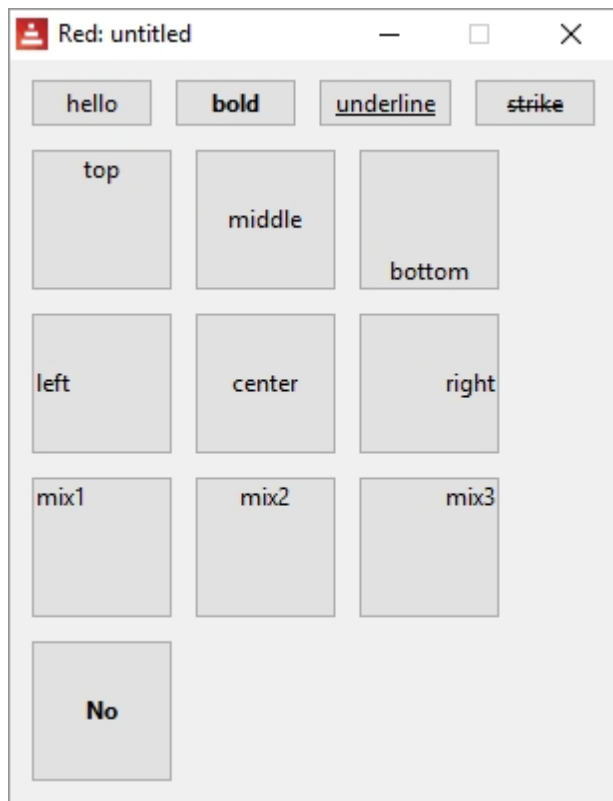 Red: untitled
hello bold underline strike
top middle bottom
left center right
mix1 mix2 mix3
No